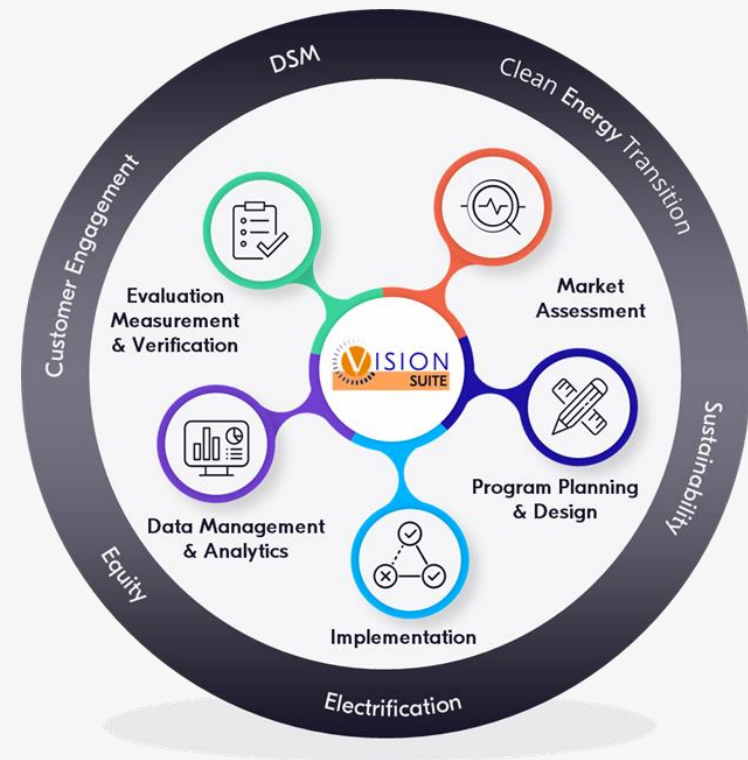 DSM
Clean Energy Transition
Customer Engagement
Sustainability
Equity
Electrification
Evaluation
Measurement
& Verification
Market
Assessment
VISION
SUITE
Program Planning
& Design
Data Management
& Analytics
Implementation